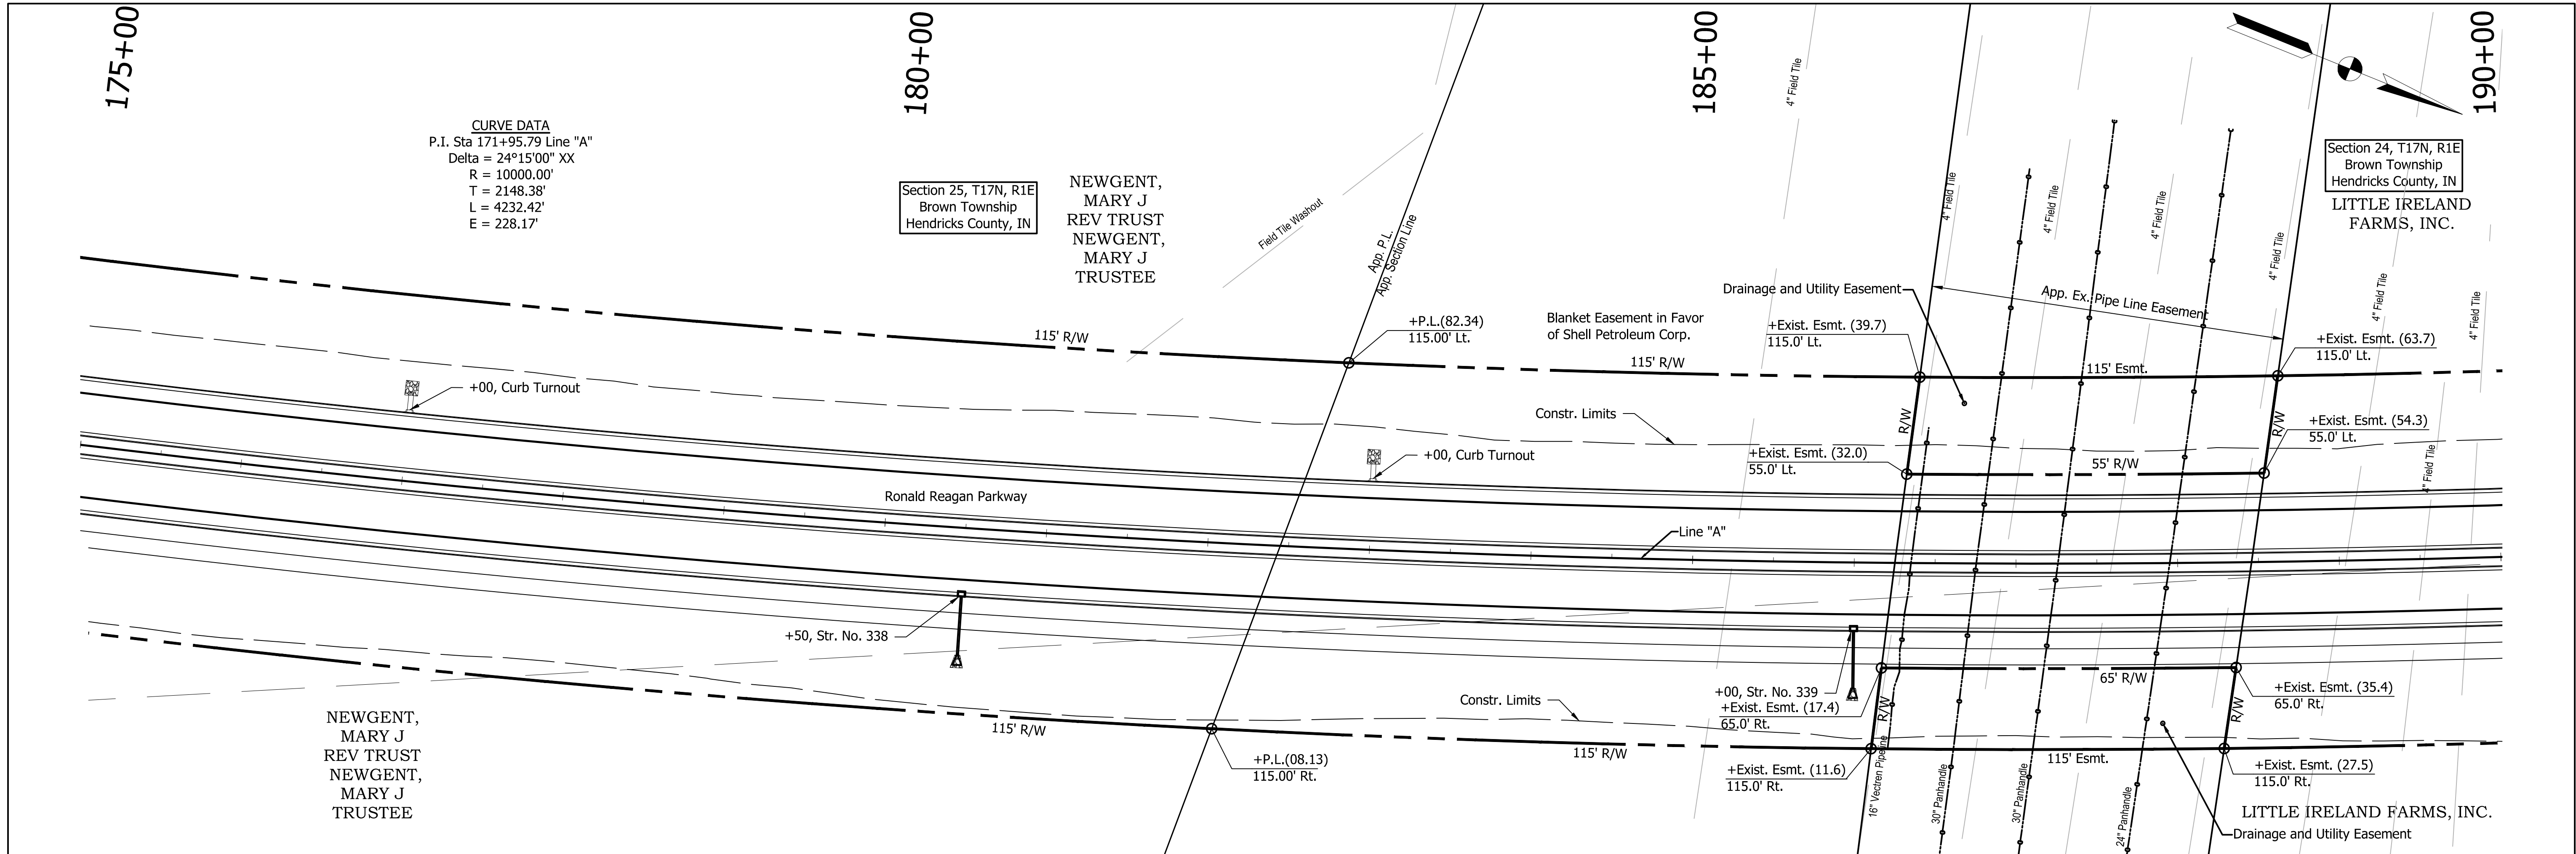 175+00
180+00
185+00
190+00
CURVE DATA
P.I. Sta 171+95.79 Line "A"
Delta = 24°15'00" XX
R = 10000.00'
T = 2148.38'
L = 4232.42'
E = 228.17'
Section 25, T17N, R1E
Brown Township
Hendricks County, IN
NEWGENT,
MARY J
REV TRUST
NEWGENT,
MARY J
TRUSTEE
Field Tile Washout
App. P.L.
App. Section Line
4" Field Tile
4" Field Tile
4" Field Tile
4" Field Tile
4" Field Tile
4" Field Tile
4" Field Tile
4" Field Tile
Section 24, T17N, R1E
Brown Township
Hendricks County, IN
LITTLE IRELAND
FARMS, INC.
Drainage and Utility Easement
App. Ex. Pipe Line Easement
Blanket Easement in Favor
of Shell Petroleum Corp.
+P.L.(82.34)
115.00' Lt.
+Exist. Esmt. (39.7)
115.0' Lt.
+Exist. Esmt. (63.7)
115.0' Lt.
115' R/W
115' R/W
115' Esmt.
+00, Curb Turnout
Constr. Limits
R/W
R/W
+Exist. Esmt. (54.3)
55.0' Lt.
+00, Curb Turnout
+Exist. Esmt. (32.0)
55.0' Lt.
55' R/W
4" Field Tile
Ronald Reagan Parkway
Line "A"
+50, Str. No. 338
+00, Str. No. 339
+Exist. Esmt. (17.4)
65.0' Rt.
R/W
65' R/W
R/W
+Exist. Esmt. (35.4)
65.0' Rt.
Constr. Limits
NEWGENT,
MARY J
REV TRUST
NEWGENT,
MARY J
TRUSTEE
115' R/W
+P.L.(08.13)
115.00' Rt.
115' R/W
+Exist. Esmt. (11.6)
115.0' Rt.
115' Esmt.
+Exist. Esmt. (27.5)
115.0' Rt.
16" Vectren Pipeline
30" Panhandle
30" Panhandle
24" Panhandle
LITTLE IRELAND FARMS, INC.
Drainage and Utility Easement